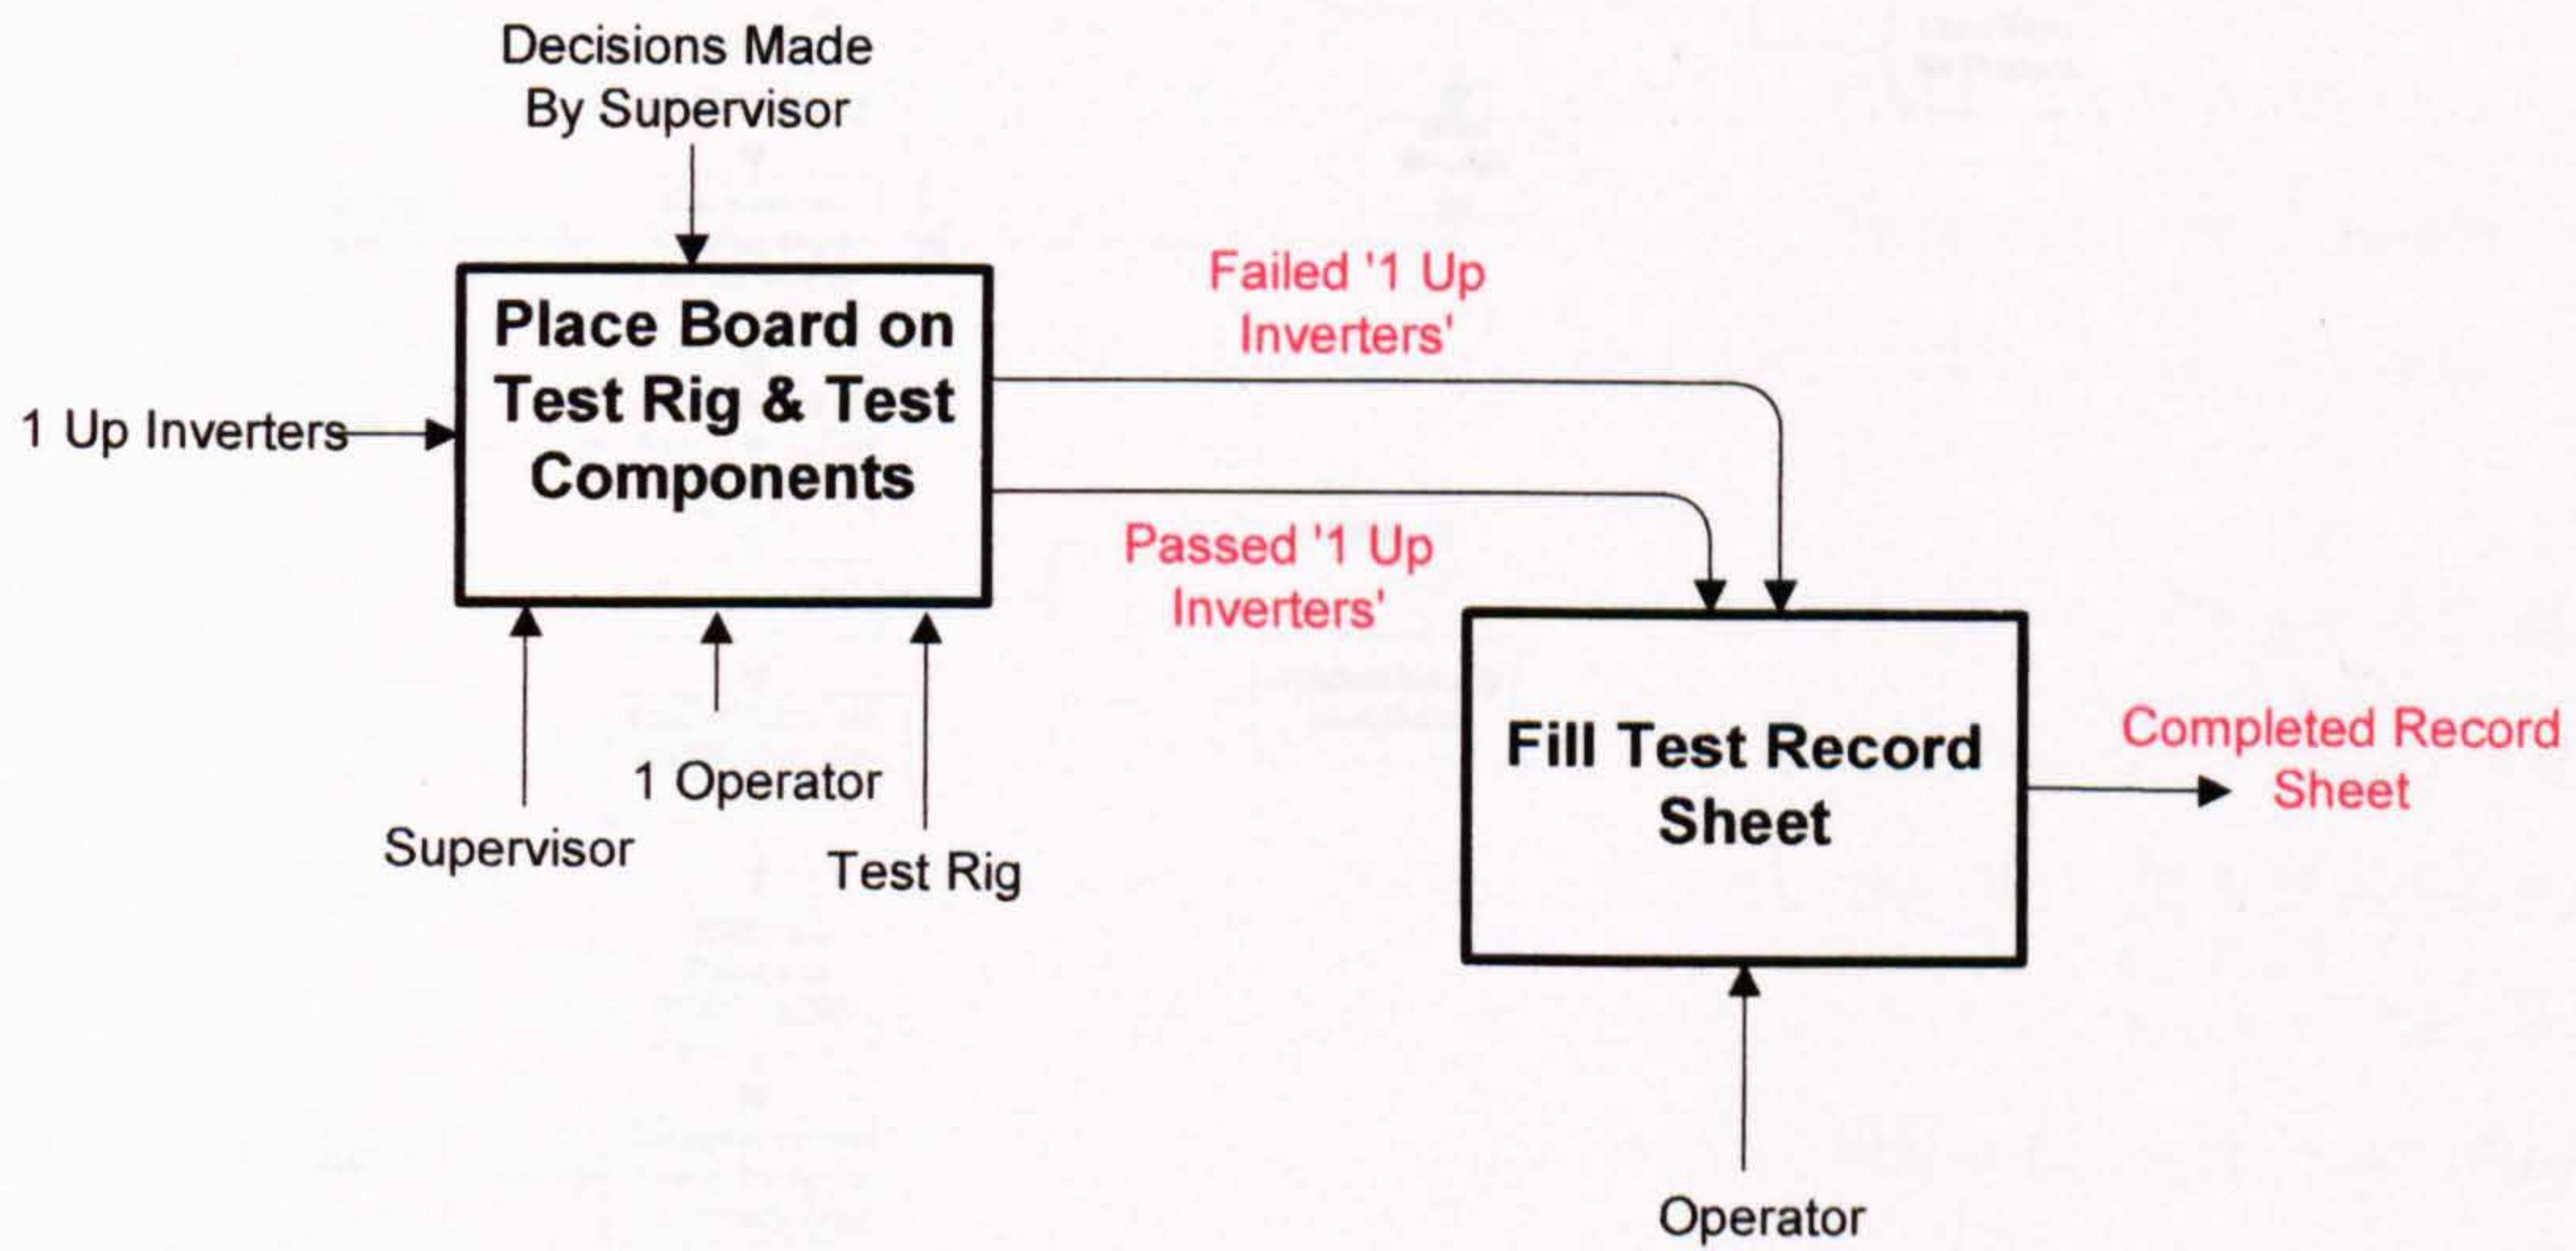 Decisions Made
By Supervisor
Place Board on
Test Rig & Test
Components
1 Up Inverters
Failed '1 Up
Inverters'
Passed '1 Up
Inverters'
Supervisor
1 Operator
Test Rig
Fill Test Record
Sheet
Completed Record
Sheet
Operator